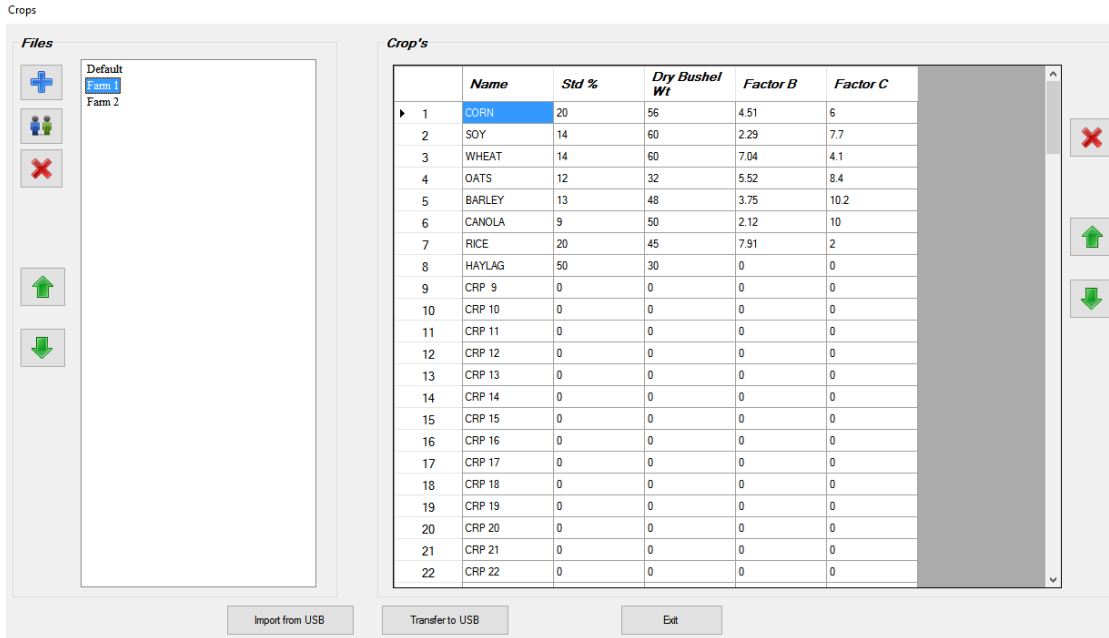 Crops
Files
Default
Farm 1
Farm 2
Crop's
Name Std % Dry Bushel Wt Factor B Factor C
1 CORN 20 56 4.51 6
2 SOY 14 60 2.29 7.7
3 WHEAT 14 60 7.04 4.1
4 OATS 12 32 5.52 8.4
5 BARLEY 13 48 3.75 10.2
6 CANOLA 9 50 2.12 10
7 RICE 20 45 7.91 2
8 HAYLAG 50 30 0 0
9 CRP 9 0 0 0 0
10 CRP 10 0 0 0 0
11 CRP 11 0 0 0 0
12 CRP 12 0 0 0 0
13 CRP 13 0 0 0 0
14 CRP 14 0 0 0 0
15 CRP 15 0 0 0 0
16 CRP 16 0 0 0 0
17 CRP 17 0 0 0 0
18 CRP 18 0 0 0 0
19 CRP 19 0 0 0 0
20 CRP 20 0 0 0 0
21 CRP 21 0 0 0 0
22 CRP 22 0 0 0 0
Import from USB Transfer to USB Exit